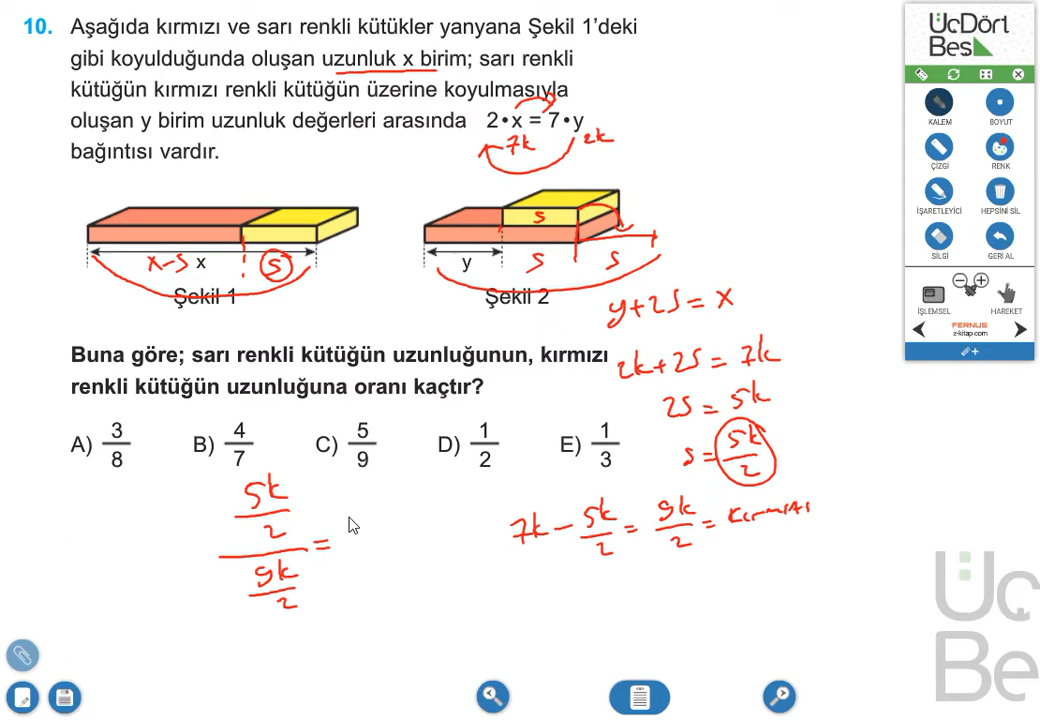 10. Aşağıda kırmızı ve sarı renkli kütükler yanyana Şekil 1'deki
gibi koyulduğunda oluşan uzunluk x birim; sarı renkli
kütüğün kırmızı renkli kütüğün üzerine koyulmasıyla
oluşan y birim uzunluk değerleri arasında 2·x = 7·y
7k 2k
bağıntısı vardır.
s
x-s x s
y s s
Şekil 1 Şekil 2
y+2s = x
Buna göre; sarı renkli kütüğün uzunluğunun, kırmızı
renkli kütüğün uzunluğuna oranı kaçtır?
2k+2s = 7k
2s = 5k
s = 5k/2
A) 3/8 B) 4/7 C) 5/9 D) 1/2 E) 1/3
7k - 5k/2 = 9k/2 = kırmızı
5k/2
9k/2 =
ÜçDört
Beş
KALEM BOYUT
ÇİZGİ RENK
İŞARETLEYİCİ HEPSİNİ SİL
SİLGİ GERİ AL
İŞLEMSEL HAREKET
FERNUS
z-kitap.com
Üç
Be